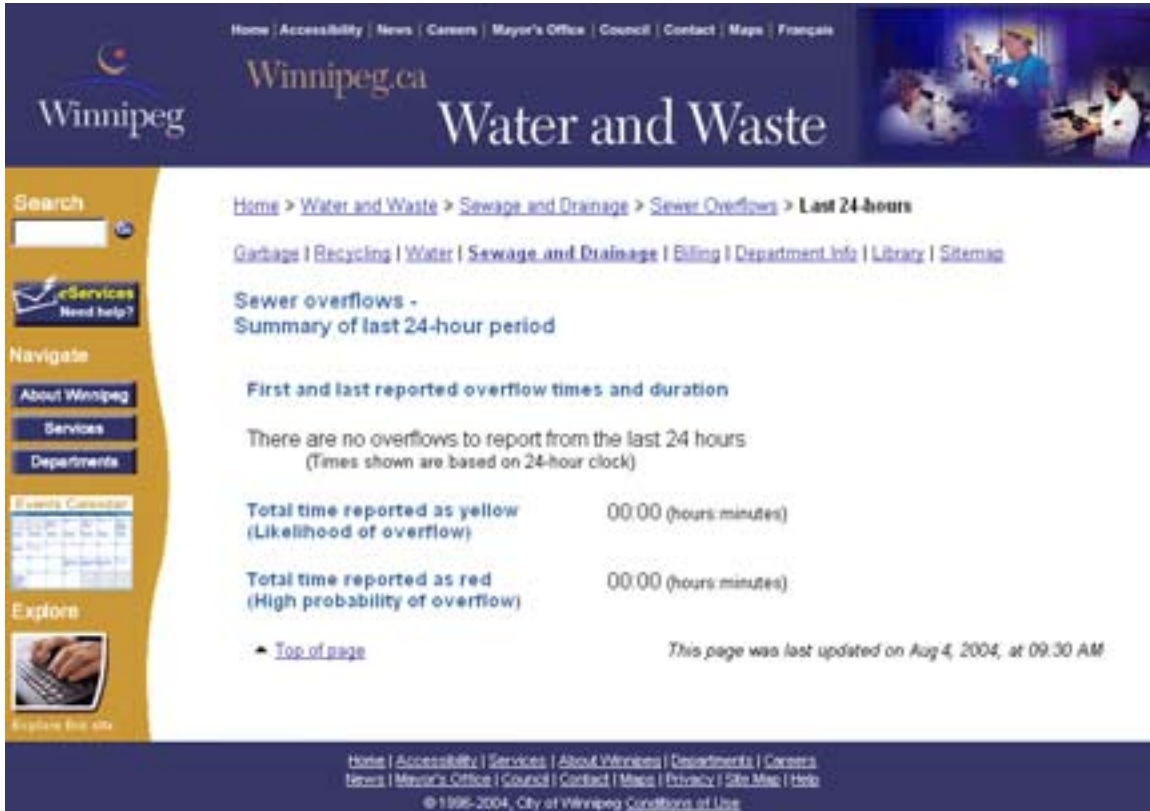 Home | Accessibility | News | Careers | Mayor's Office | Council | Contact | Maps | Français
Winnipeg.ca
Winnipeg
Water and Waste
Search
Go
eServices
Need help?
Navigate
About Winnipeg
Services
Departments
Events Calendar
Explore
Explore this site
Home > Water and Waste > Sewage and Drainage > Sewer Overflows > Last 24-hours
Garbage | Recycling | Water | Sewage and Drainage | Billing | Department Info | Library | Sitemap
Sewer overflows -
Summary of last 24-hour period
First and last reported overflow times and duration
There are no overflows to report from the last 24 hours
(Times shown are based on 24-hour clock)
Total time reported as yellow 00:00 (hours:minutes)
(Likelihood of overflow)
Total time reported as red 00:00 (hours:minutes)
(High probability of overflow)
Top of page
This page was last updated on Aug 4, 2004, at 09:30 AM
Home | Accessibility | Services | About Winnipeg | Departments | Careers
News | Mayor's Office | Council | Contact | Maps | Privacy | Site Map | Help
© 1996-2004, City of Winnipeg Conditions of Use